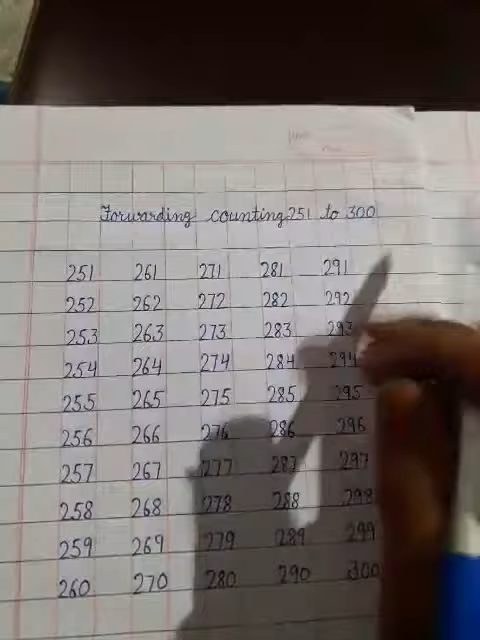 Forwarding counting 251 to 300
251 261 271 281 291
252 262 272 282 292
253 263 273 283 293
254 264 274 284 294
255 265 275 285 295
256 266 276 286 296
257 267 277 287 297
258 268 278 288 298
259 269 279 289 299
260 270 280 290 300